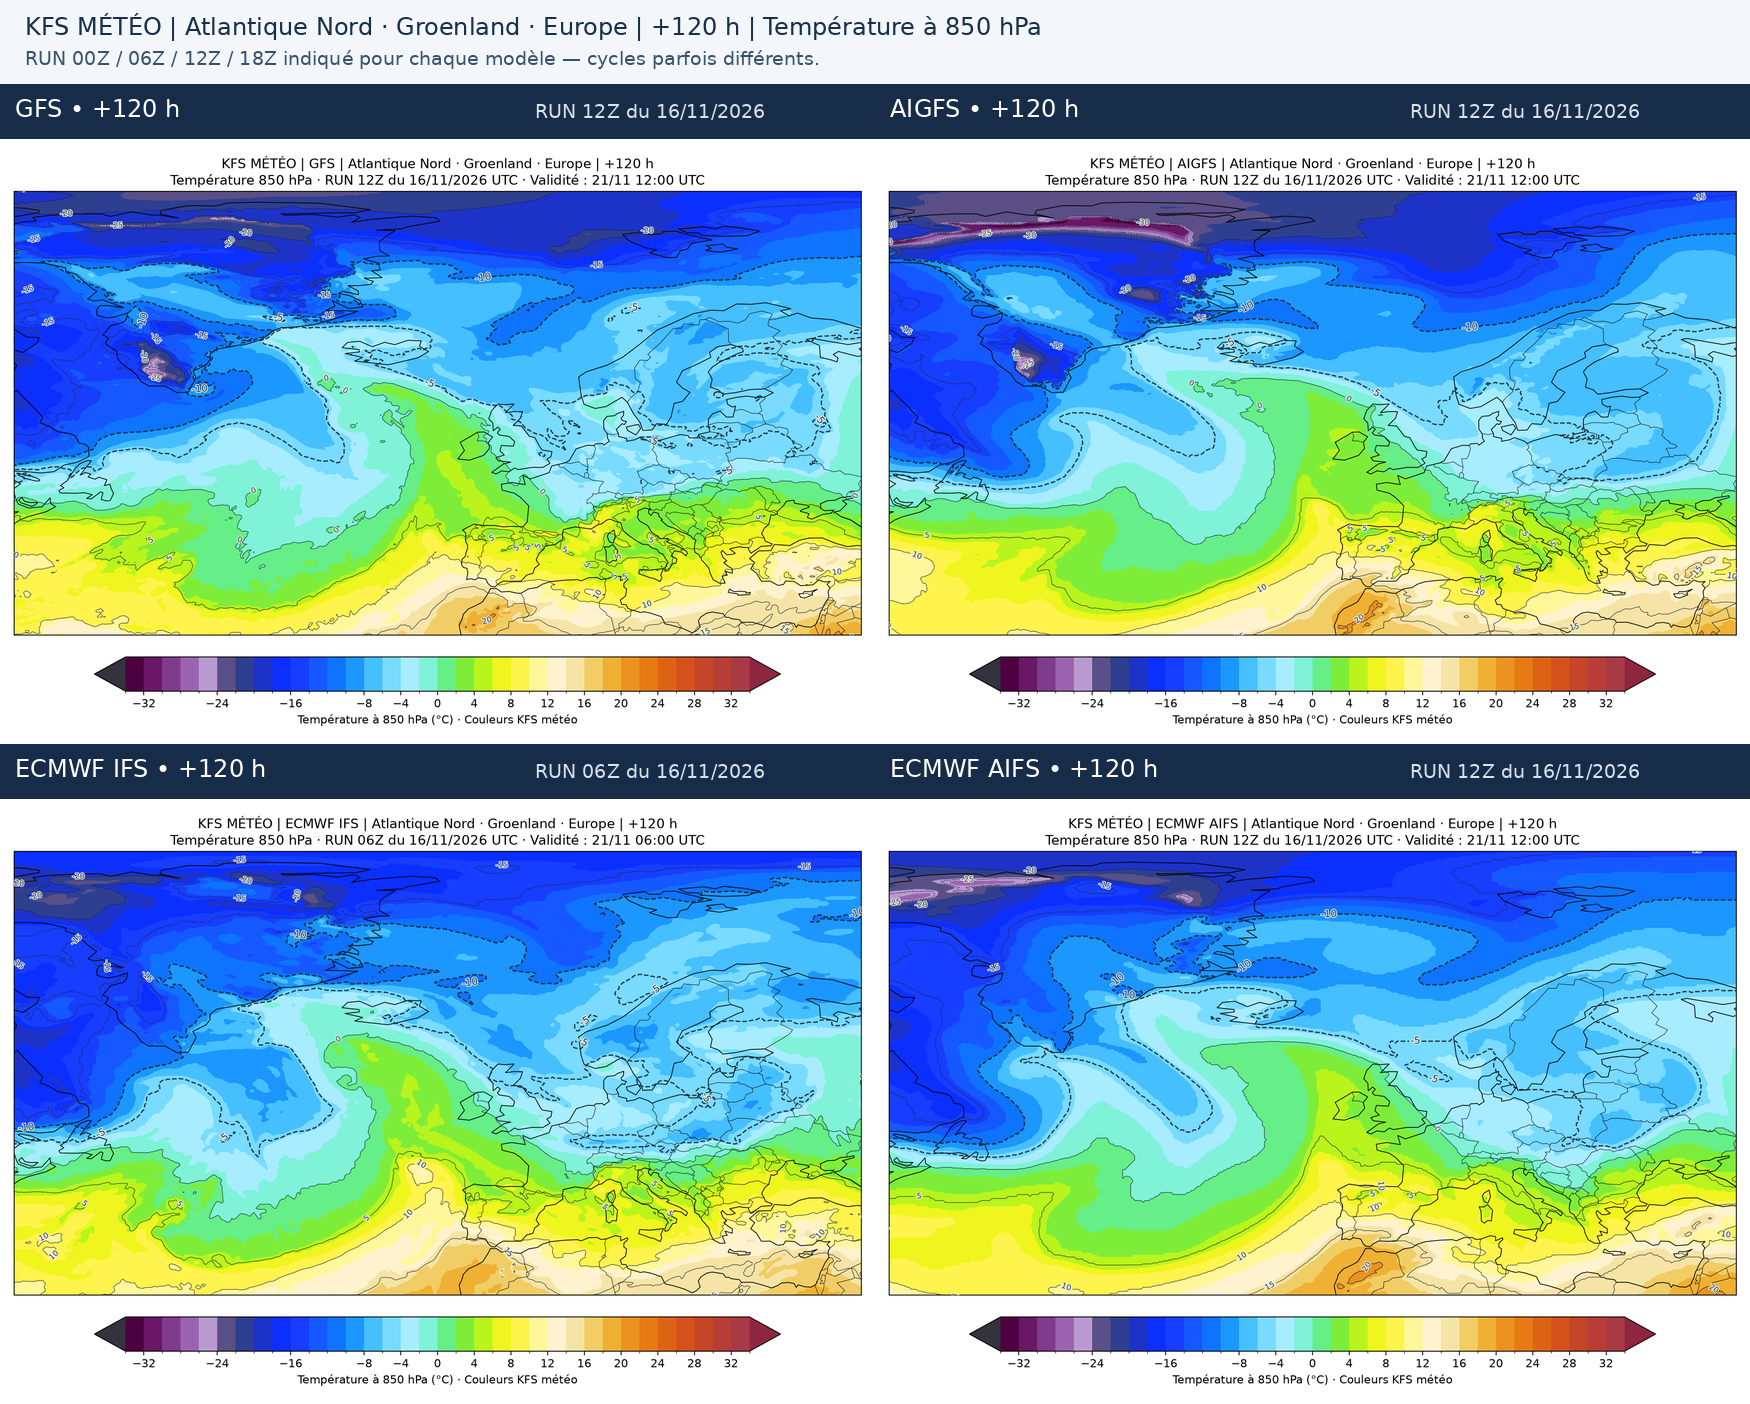 KFS MÉTÉO | Atlantique Nord · Groenland · Europe | +120 h | Température à 850 hPa
RUN 00Z / 06Z / 12Z / 18Z indiqué pour chaque modèle — cycles parfois différents.
GFS • +120 h
RUN 12Z du 16/11/2026
AIGFS • +120 h
RUN 12Z du 16/11/2026
KFS MÉTÉO | GFS | Atlantique Nord · Groenland · Europe | +120 h
Température 850 hPa · RUN 12Z du 16/11/2026 UTC · Validité : 21/11 12:00 UTC
KFS MÉTÉO | AIGFS | Atlantique Nord · Groenland · Europe | +120 h
Température 850 hPa · RUN 12Z du 16/11/2026 UTC · Validité : 21/11 12:00 UTC
−32 −24 −16 −8 −4 0 4 8 12 16 20 24 28 32
Température à 850 hPa (°C) · Couleurs KFS météo
−32 −24 −16 −8 −4 0 4 8 12 16 20 24 28 32
Température à 850 hPa (°C) · Couleurs KFS météo
ECMWF IFS • +120 h
RUN 06Z du 16/11/2026
ECMWF AIFS • +120 h
RUN 12Z du 16/11/2026
KFS MÉTÉO | ECMWF IFS | Atlantique Nord · Groenland · Europe | +120 h
Température 850 hPa · RUN 06Z du 16/11/2026 UTC · Validité : 21/11 06:00 UTC
KFS MÉTÉO | ECMWF AIFS | Atlantique Nord · Groenland · Europe | +120 h
Température 850 hPa · RUN 12Z du 16/11/2026 UTC · Validité : 21/11 12:00 UTC
−32 −24 −16 −8 −4 0 4 8 12 16 20 24 28 32
Température à 850 hPa (°C) · Couleurs KFS météo
−32 −24 −16 −8 −4 0 4 8 12 16 20 24 28 32
Température à 850 hPa (°C) · Couleurs KFS météo